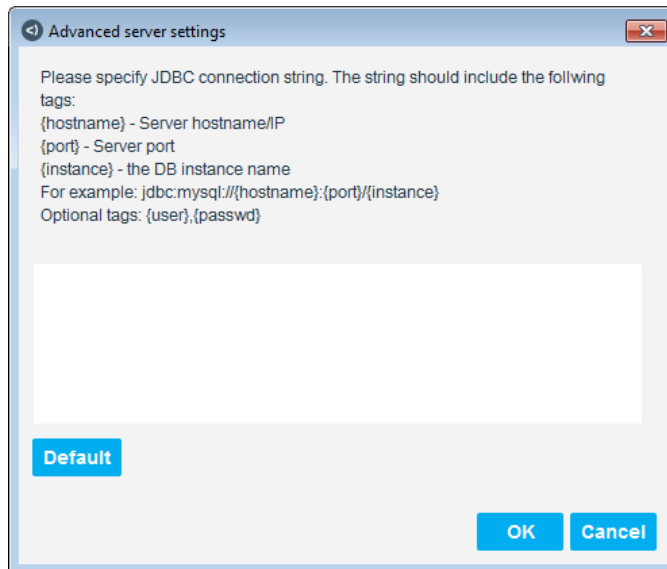 Advanced server settings
Please specify JDBC connection string. The string should include the follwing
tags:
{hostname} - Server hostname/IP
{port} - Server port
{instance} - the DB instance name
For example: jdbc:mysql://{hostname}:{port}/{instance}
Optional tags: {user},{passwd}
Default
OK
Cancel